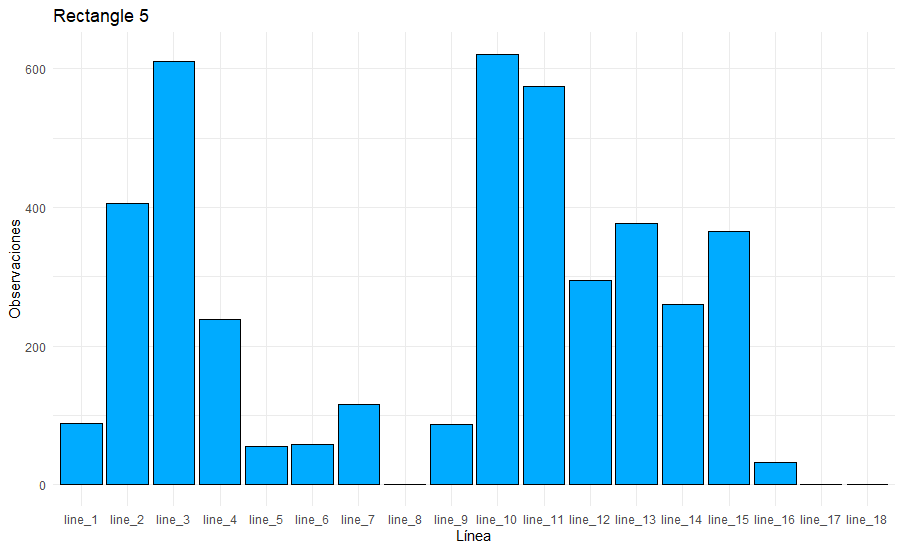 Rectangle 5
600
400
200
0
Observaciones
line_1 line_2 line_3 line_4 line_5 line_6 line_7 line_8 line_9 line_10 line_11 line_12 line_13 line_14 line_15 line_16 line_17 line_18
Línea